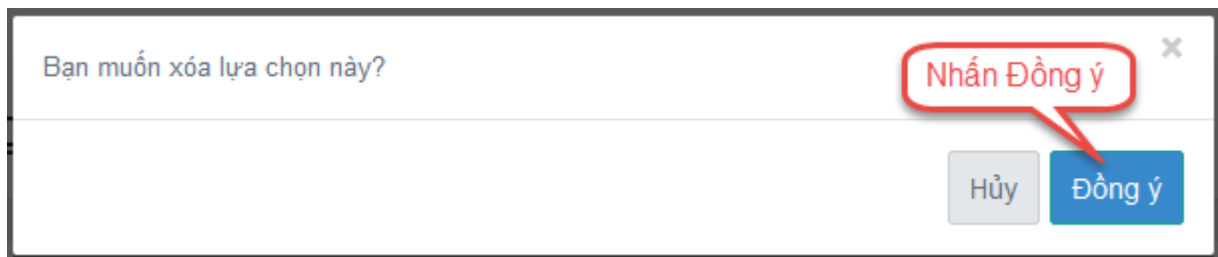 Bạn muốn xóa lựa chọn này?
×
Nhấn Đồng ý
Hủy
Đồng ý